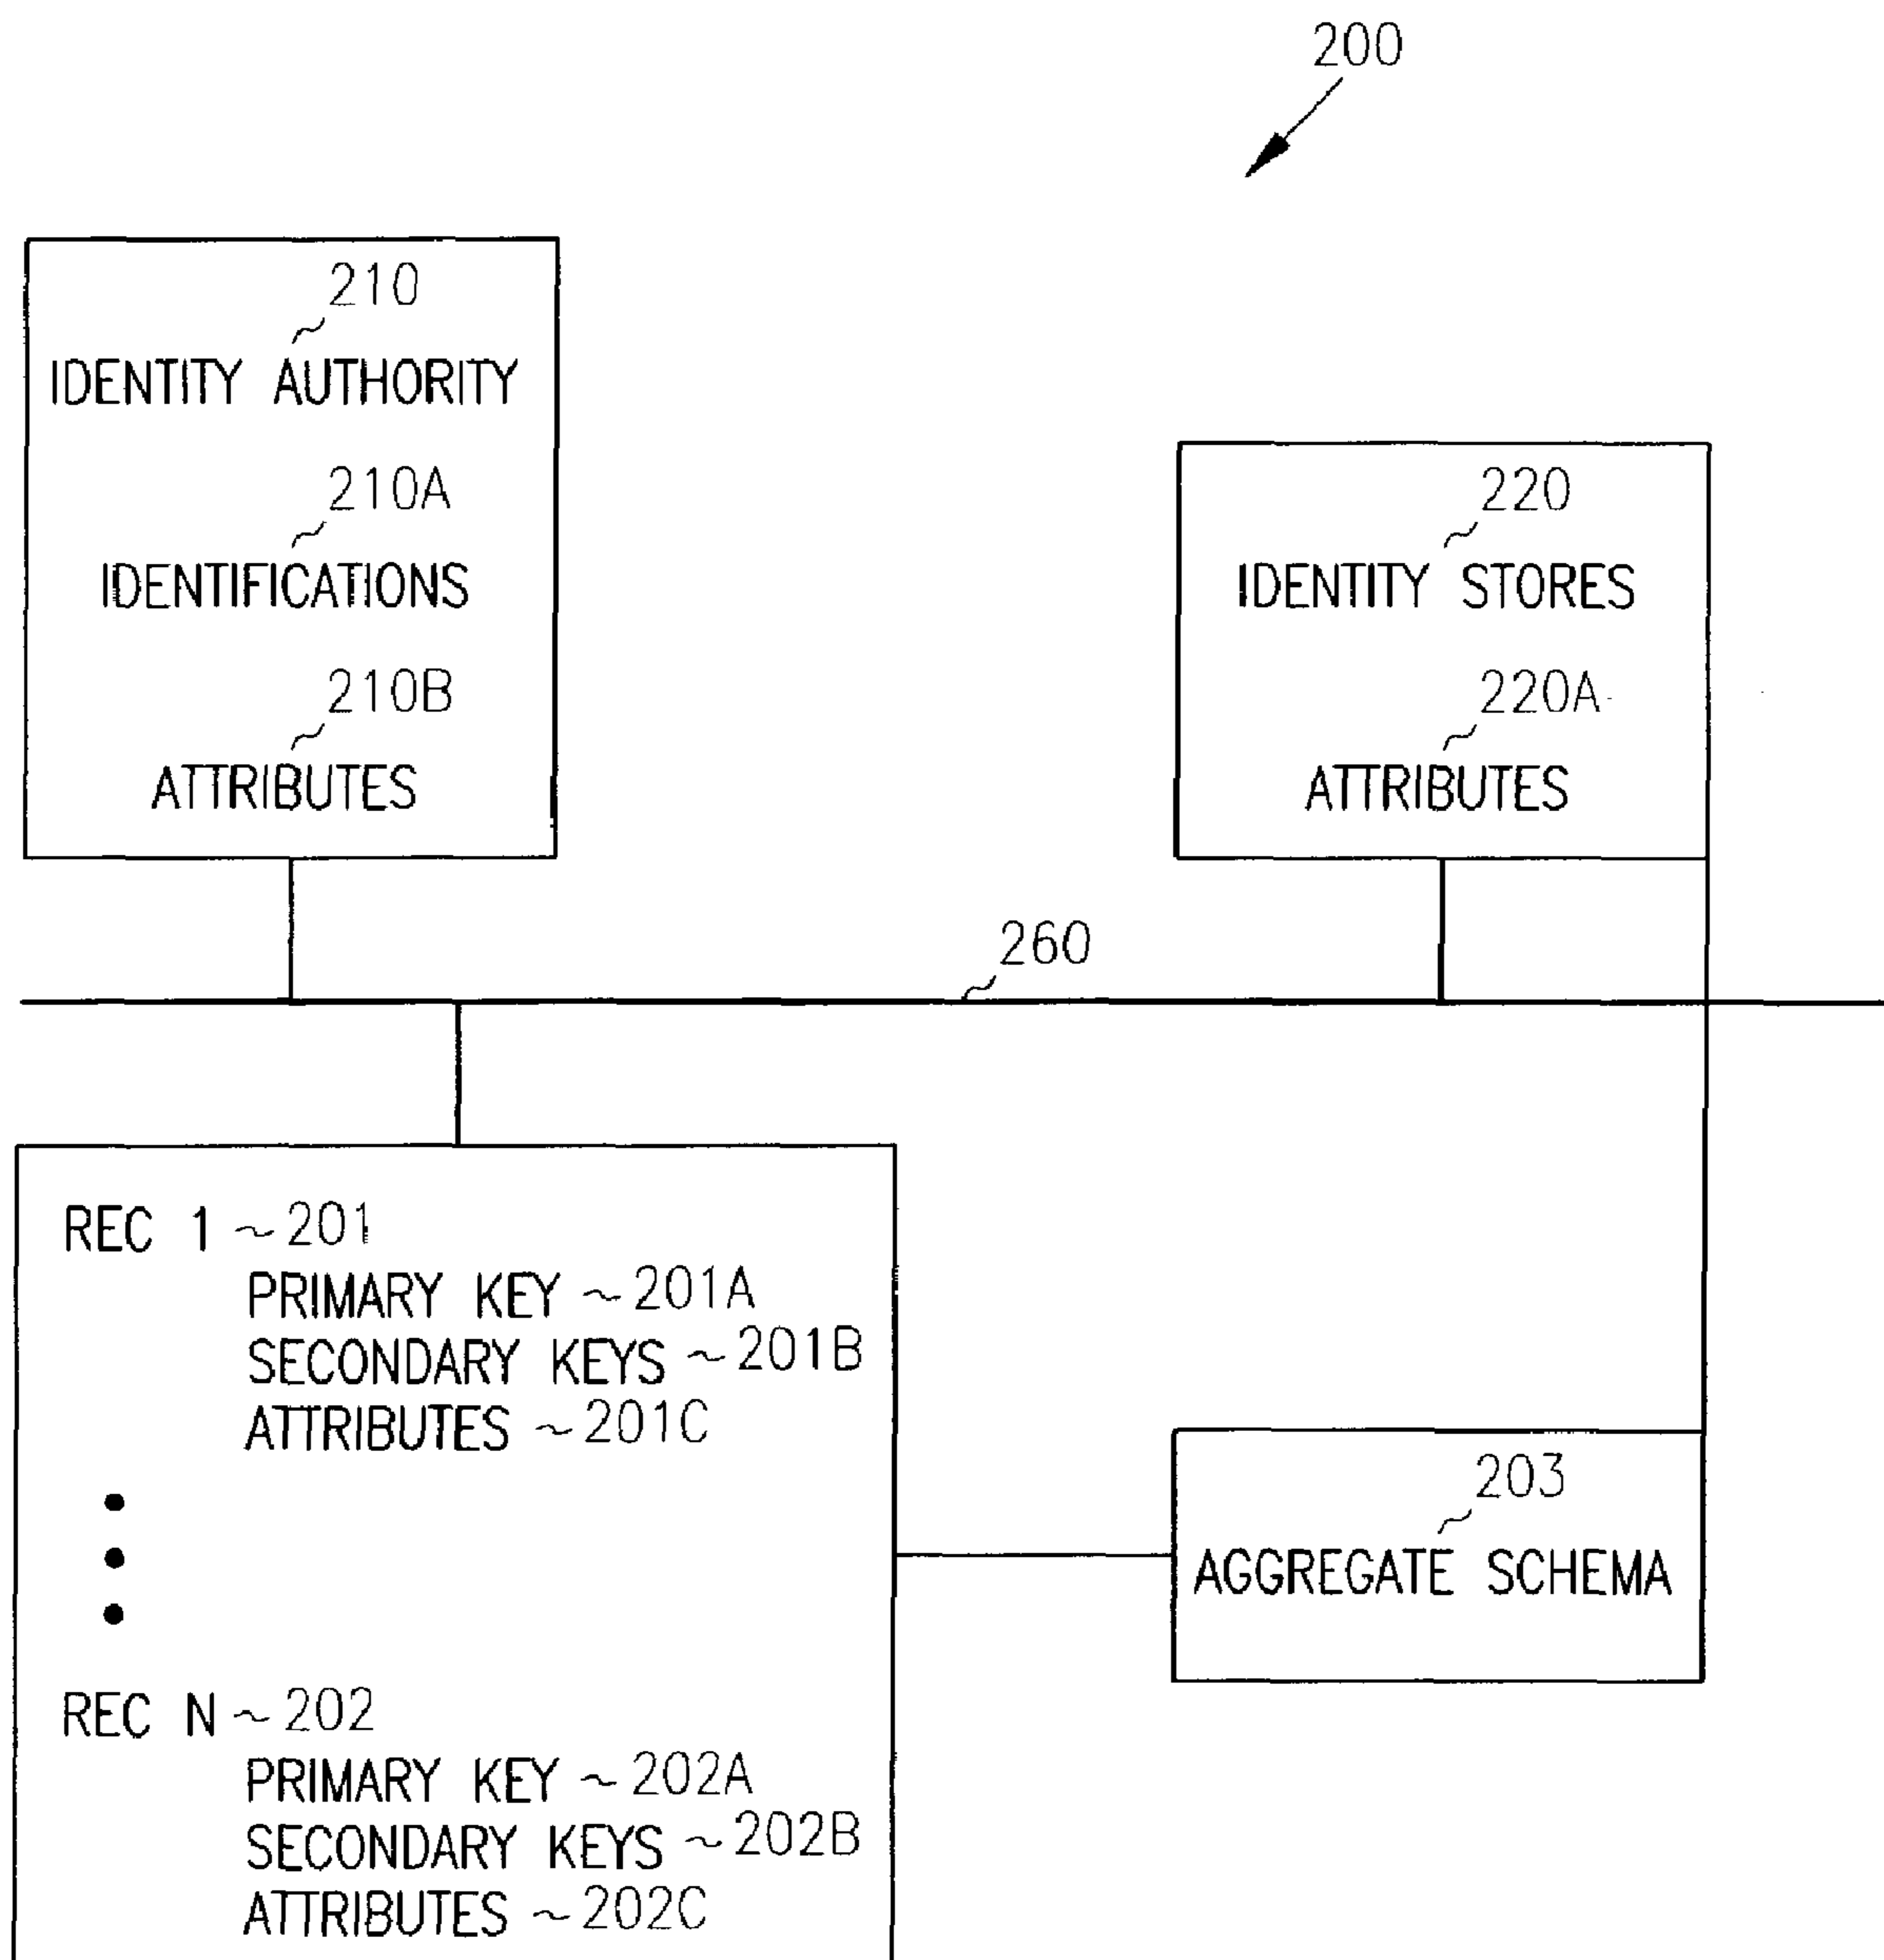 200
210
IDENTITY AUTHORITY
210A
IDENTIFICATIONS
210B
ATTRIBUTES
220
IDENTITY STORES
220A
ATTRIBUTES
260
REC 1 ~201
PRIMARY KEY ~201A
SECONDARY KEYS ~201B
ATTRIBUTES ~201C
203
AGGREGATE SCHEMA
REC N ~202
PRIMARY KEY ~202A
SECONDARY KEYS ~202B
ATTRIBUTES ~202C